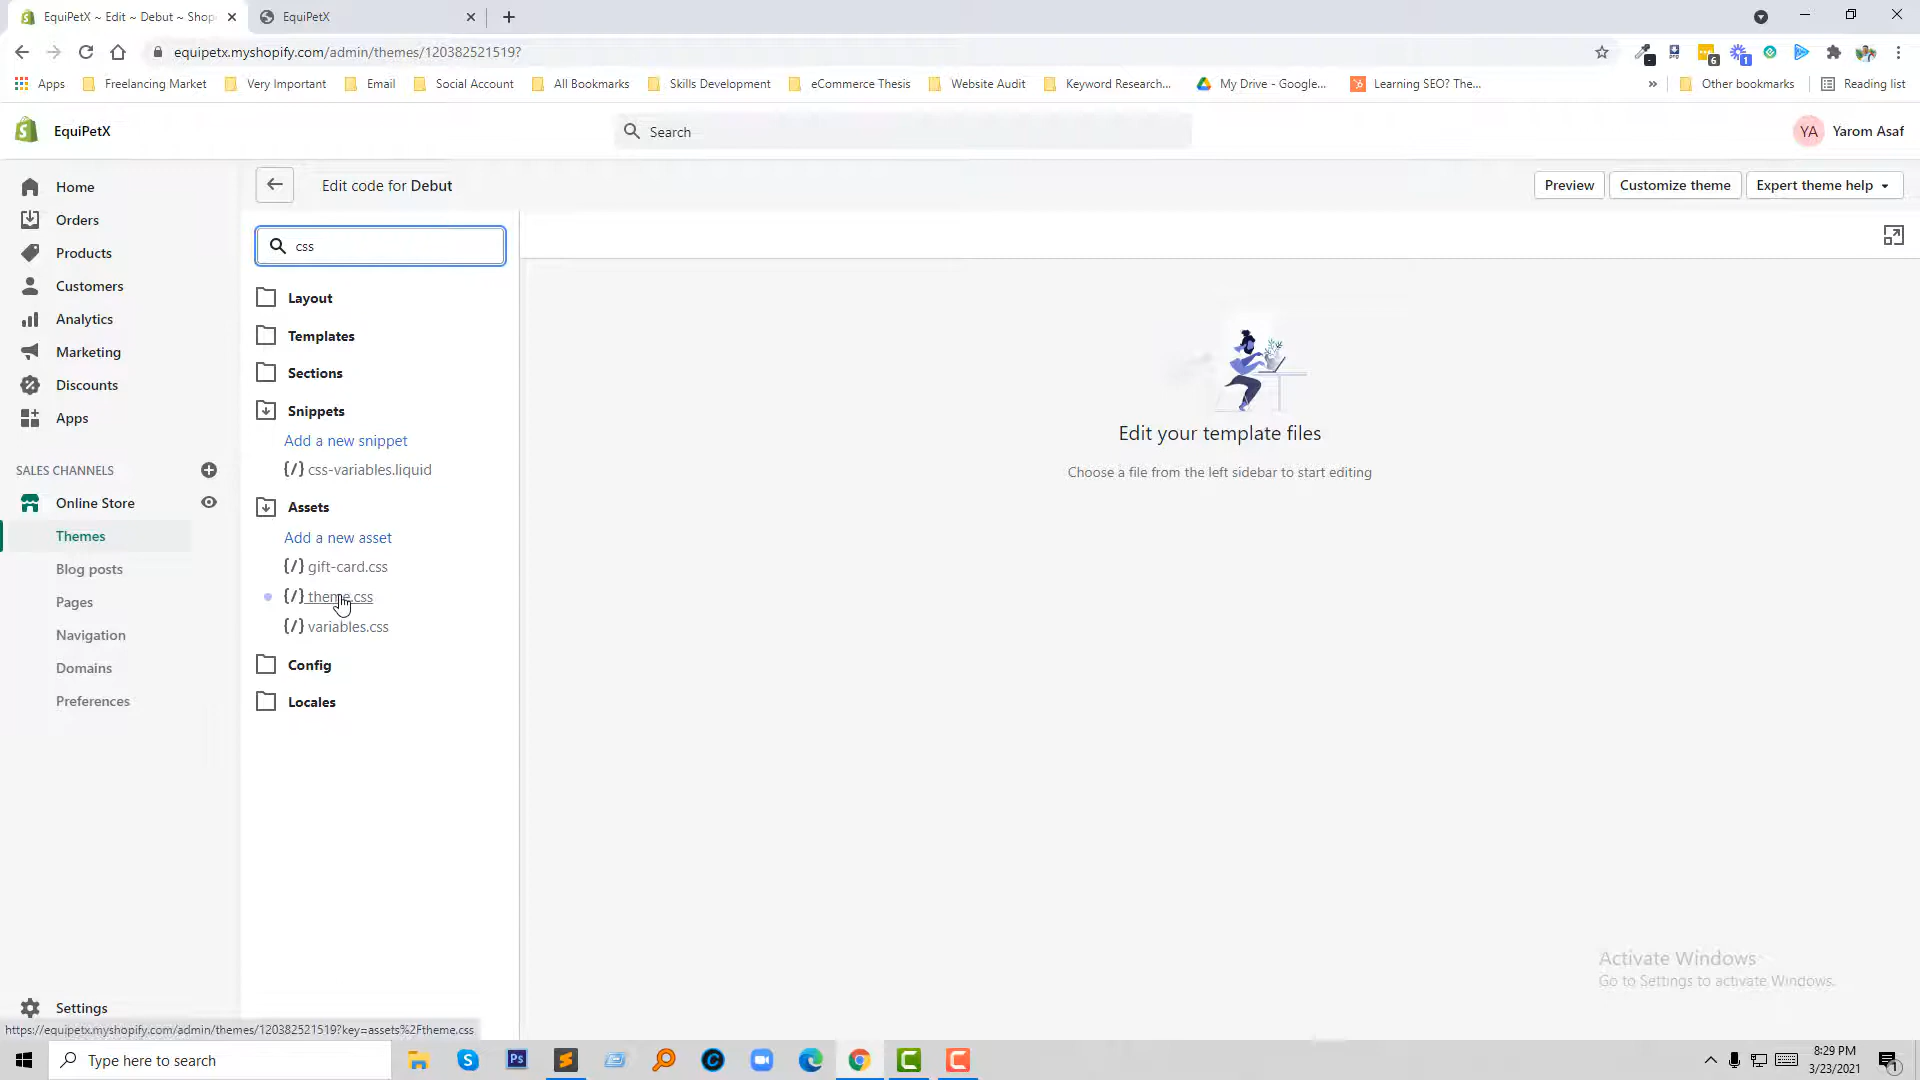 EquiPetX ~ Edit ~ Debut ~ Shop
EquiPetX
equipetx.myshopify.com/admin/themes/120382521519?
Apps
Freelancing Market
Very Important
Email
Social Account
All Bookmarks
Skills Development
eCommerce Thesis
Website Audit
Keyword Research...
My Drive - Google...
Learning SEO? The...
»
Other bookmarks
Reading list
EquiPetX
Search
YA
Yarom Asaf
Home
Orders
Products
Customers
Analytics
Marketing
Discounts
Apps
SALES CHANNELS
Online Store
Themes
Blog posts
Pages
Navigation
Domains
Preferences
Settings
Edit code for Debut
Preview
Customize theme
Expert theme help
css
Layout
Templates
Sections
Snippets
Add a new snippet
{/} css-variables.liquid
Assets
Add a new asset
{/} gift-card.css
{/} theme.css
{/} variables.css
Config
Locales
Edit your template files
Choose a file from the left sidebar to start editing
Activate Windows
Go to Settings to activate Windows.
https://equipetx.myshopify.com/admin/themes/120382521519?key=assets%2Ftheme.css
Type here to search
8:29 PM
3/23/2021